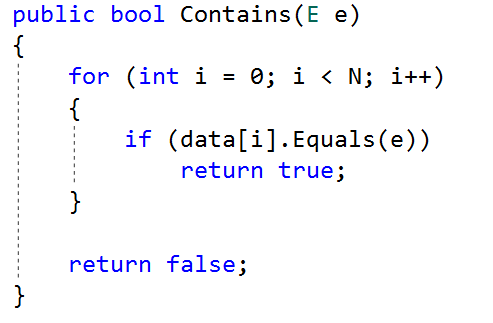 public bool Contains(E e)
{
    for (int i = 0; i < N; i++)
    {
        if (data[i].Equals(e))
            return true;
    }

    return false;
}